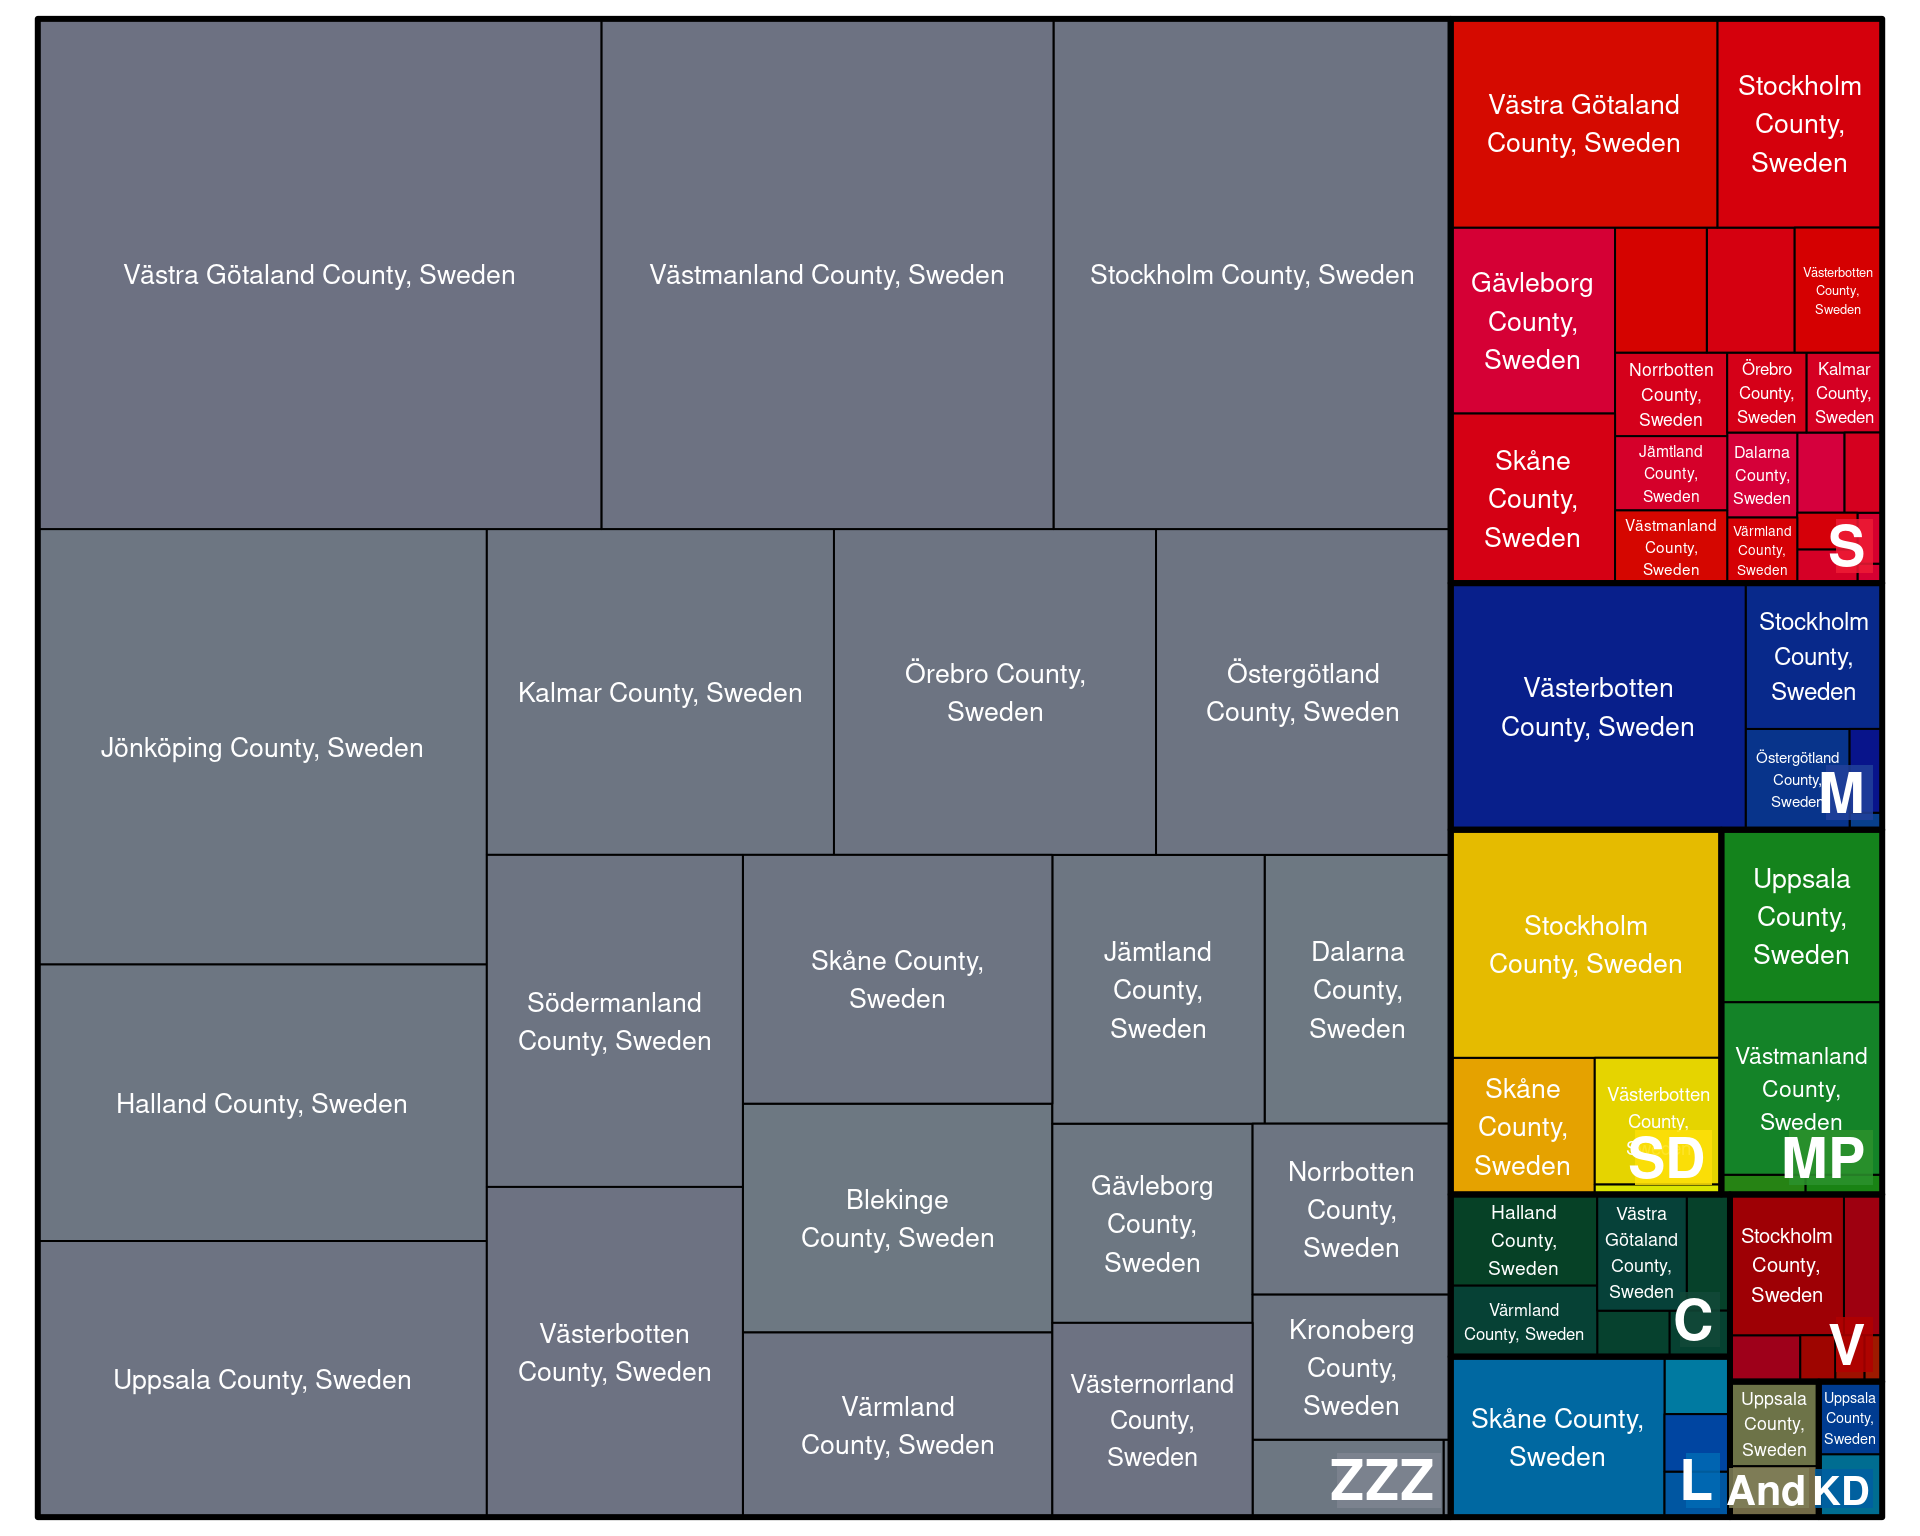 Västra Götaland County, Sweden
Västmanland County, Sweden
Stockholm County, Sweden
Jönköping County, Sweden
Kalmar County, Sweden
Örebro County,
Sweden
Östergötland
County, Sweden
Halland County, Sweden
Uppsala County, Sweden
Södermanland
County, Sweden
Västerbotten
County, Sweden
Skåne County,
Sweden
Blekinge
County, Sweden
Värmland
County, Sweden
Jämtland
County,
Sweden
Dalarna
County,
Sweden
Gävleborg
County,
Sweden
Norrbotten
County,
Sweden
Västernorrland
County,
Sweden
Kronoberg
County,
Sweden
ZZZ
Västra Götaland
County, Sweden
Stockholm
County,
Sweden
Gävleborg
County,
Sweden
Västerbotten
County,
Sweden
Skåne
County,
Sweden
Norrbotten
County,
Sweden
Örebro
County,
Sweden
Kalmar
County,
Sweden
Jämtland
County,
Sweden
Dalarna
County,
Sweden
Västmanland
County,
Sweden
Värmland
County,
Sweden
S
Västerbotten
County, Sweden
Stockholm
County,
Sweden
Östergötland
County,
Sweden
M
Stockholm
County, Sweden
Skåne
County,
Sweden
Västerbotten
County,
SD
Uppsala
County,
Sweden
Västmanland
County,
Sweden
MP
Halland
County,
Sweden
Västra
Götaland
County,
Sweden
Värmland
County, Sweden
C
Stockholm
County,
Sweden
V
Skåne County,
Sweden
L
Uppsala
County,
Sweden
And
Uppsala
County,
Sweden
KD